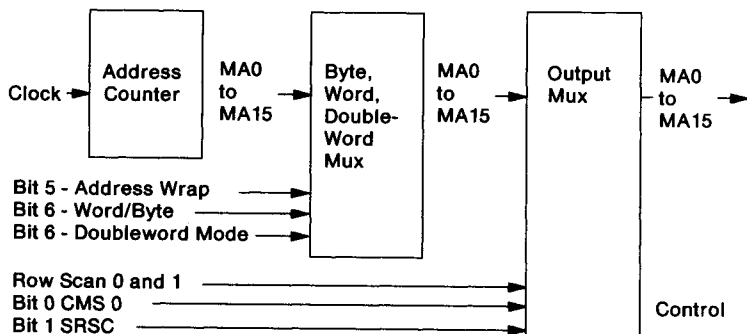 Clock
Address
Counter
MA0
to
MA15
Byte,
Word,
Double-
Word
Mux
MA0
to
MA15
Output
Mux
MA0
to
MA15
Bit 5 - Address Wrap
Bit 6 - Word/Byte
Bit 6 - Doubleword Mode
Row Scan 0 and 1
Bit 0 CMS 0
Bit 1 SRSC
Control